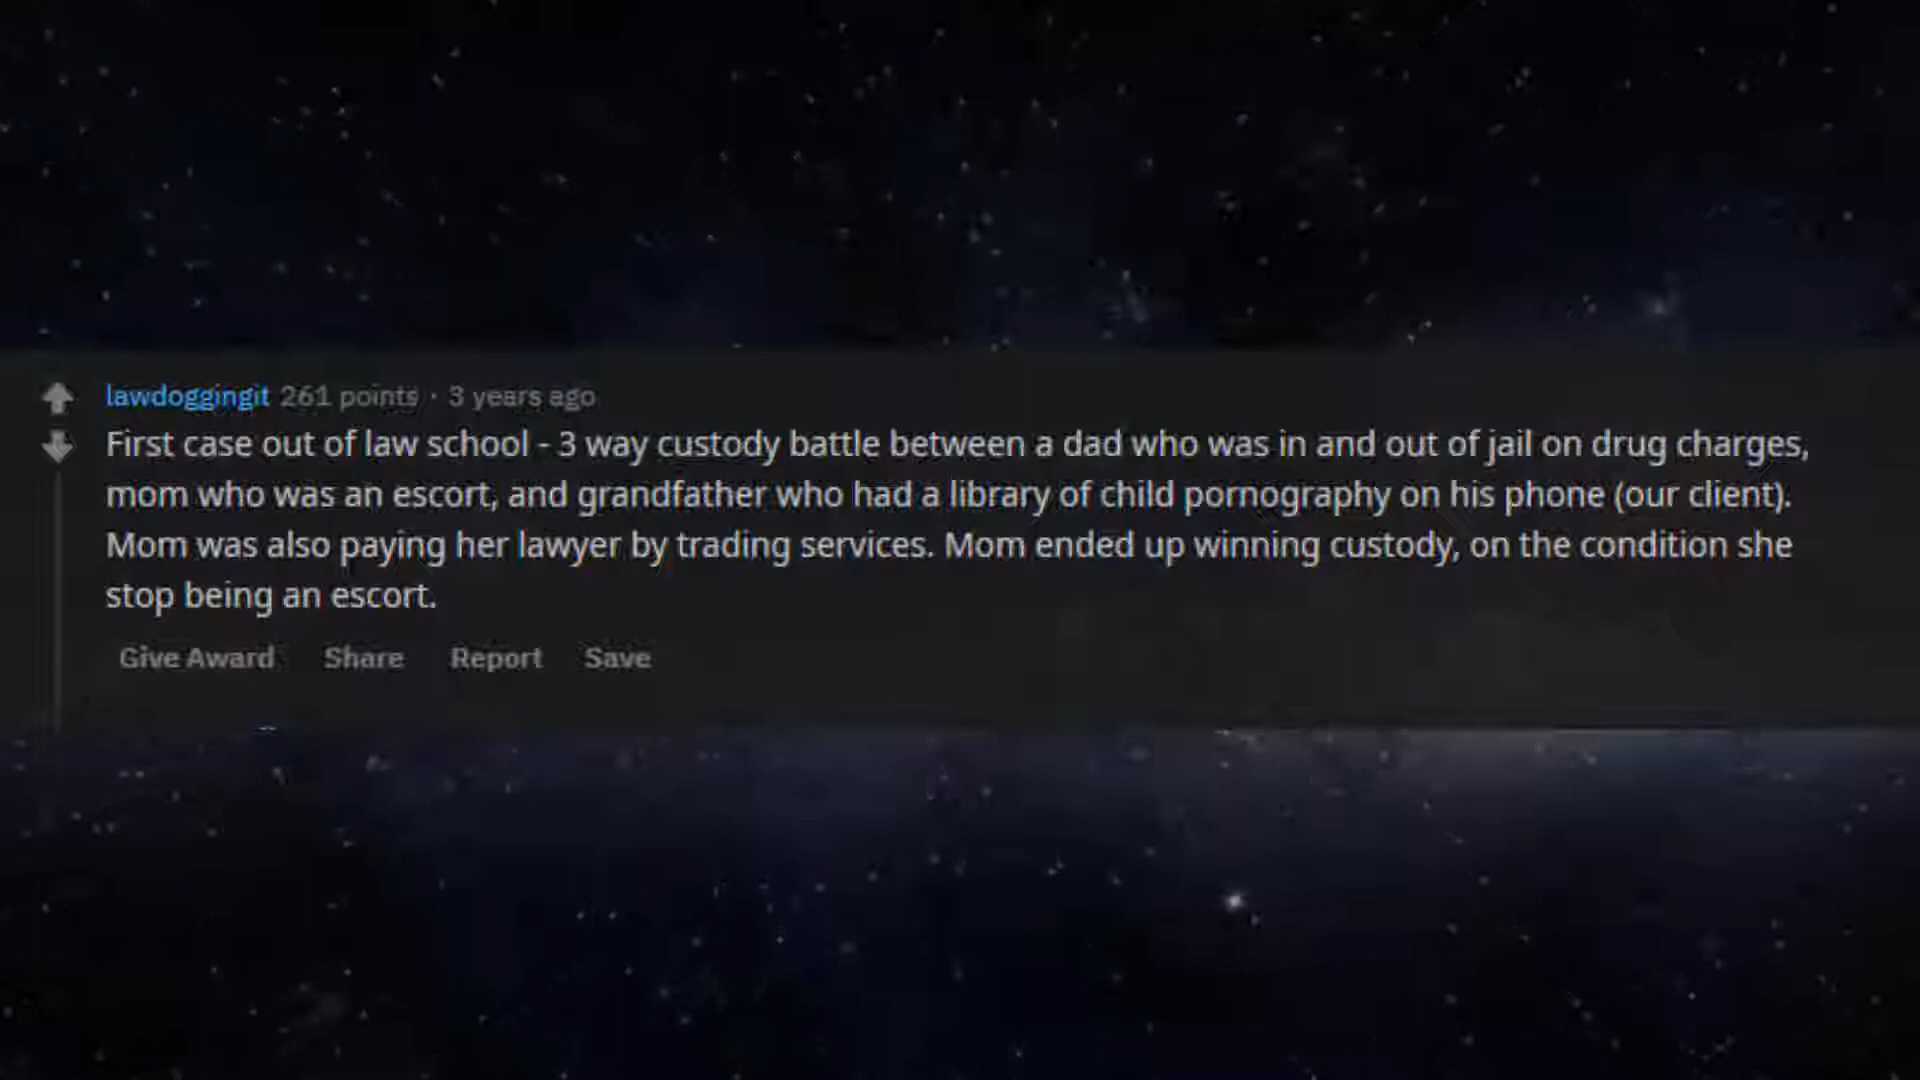 lawdoggingit 261 points · 3 years ago
First case out of law school - 3 way custody battle between a dad who was in and out of jail on drug charges,
mom who was an escort, and grandfather who had a library of child pornography on his phone (our client).
Mom was also paying her lawyer by trading services. Mom ended up winning custody, on the condition she
stop being an escort.
Give Award Share Report Save